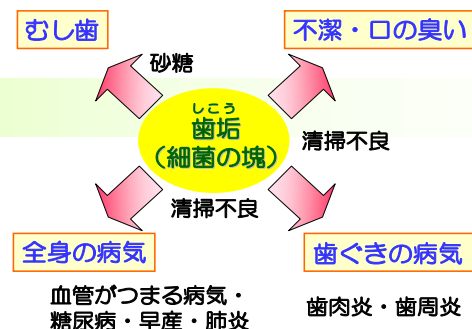 むし歯
不潔・口の臭い
砂糖
しこう
歯垢
（細菌の塊）
清掃不良
清掃不良
全身の病気
歯ぐきの病気
血管がつまる病気・
糖尿病・早産・肺炎
歯肉炎・歯周炎